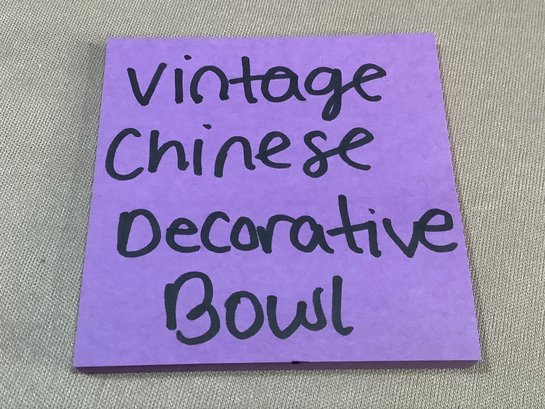 Vintage
Chinese
Decorative
Bowl